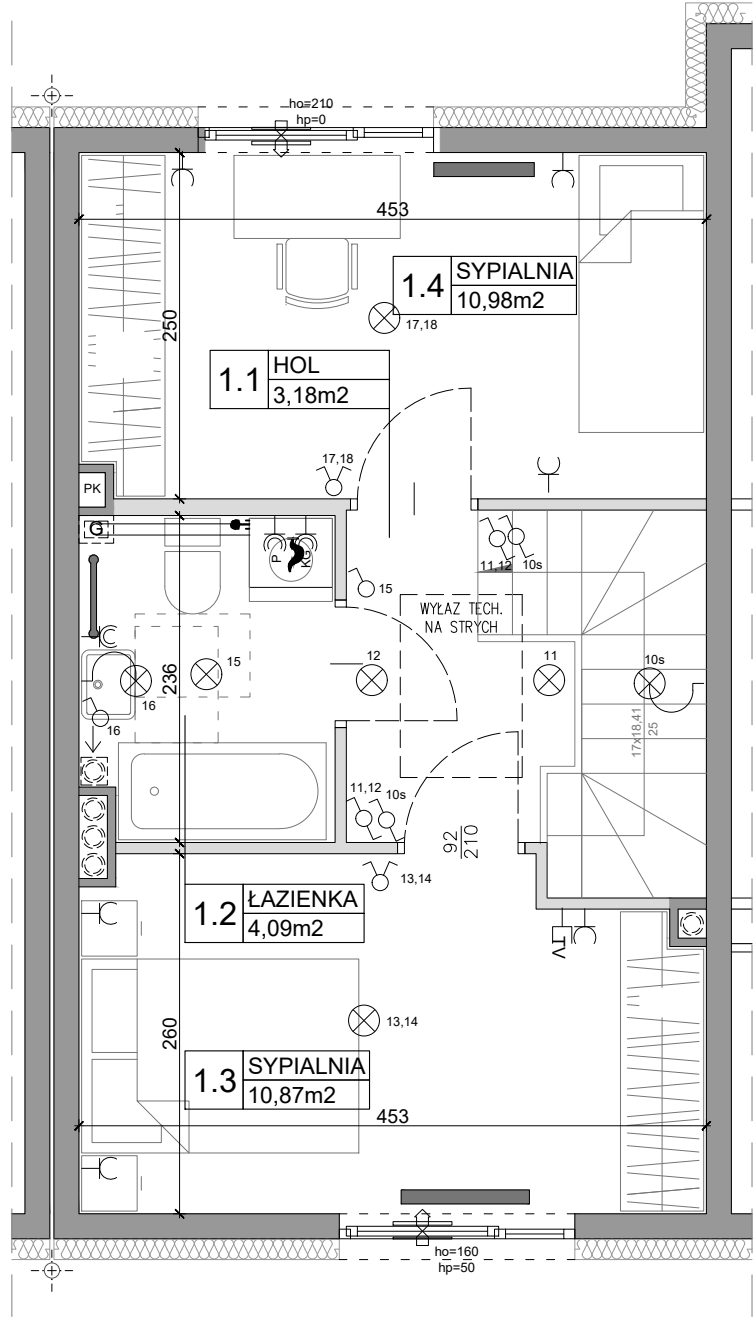 ho=210
hp=0
453
1.4 SYPIALNIA
10,98m2
250
17,18
1.1 HOL
3,18m2
17,18
PK
G
P
KG
11,12
10s
15
WYŁAZ TECH.
NA STRYCH
236
15
16
12
11
10s
16
17x18,41
25
11,12
10s
92
210
13,14
1.2 ŁAZIENKA
4,09m2
TV
13,14
260
1.3 SYPIALNIA
10,87m2
453
ho=160
hp=50